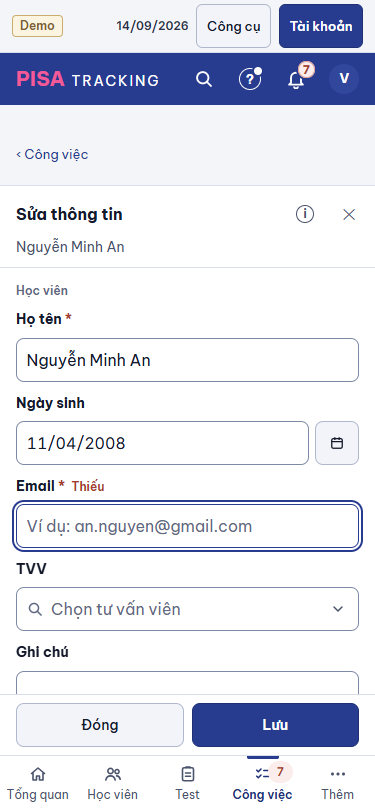 Demo 14/09/2026 Công cụ Tài khoản
PISA TRACKING ? 7 V
‹ Công việc
Sửa thông tin
Nguyễn Minh An
Học viên
Họ tên *
Nguyễn Minh An
Ngày sinh
11/04/2008
Email * Thiếu
Ví dụ: an.nguyen@gmail.com
TVV
Chọn tư vấn viên
Ghi chú
Đóng Lưu
7
Tổng quan Học viên Test Công việc Thêm